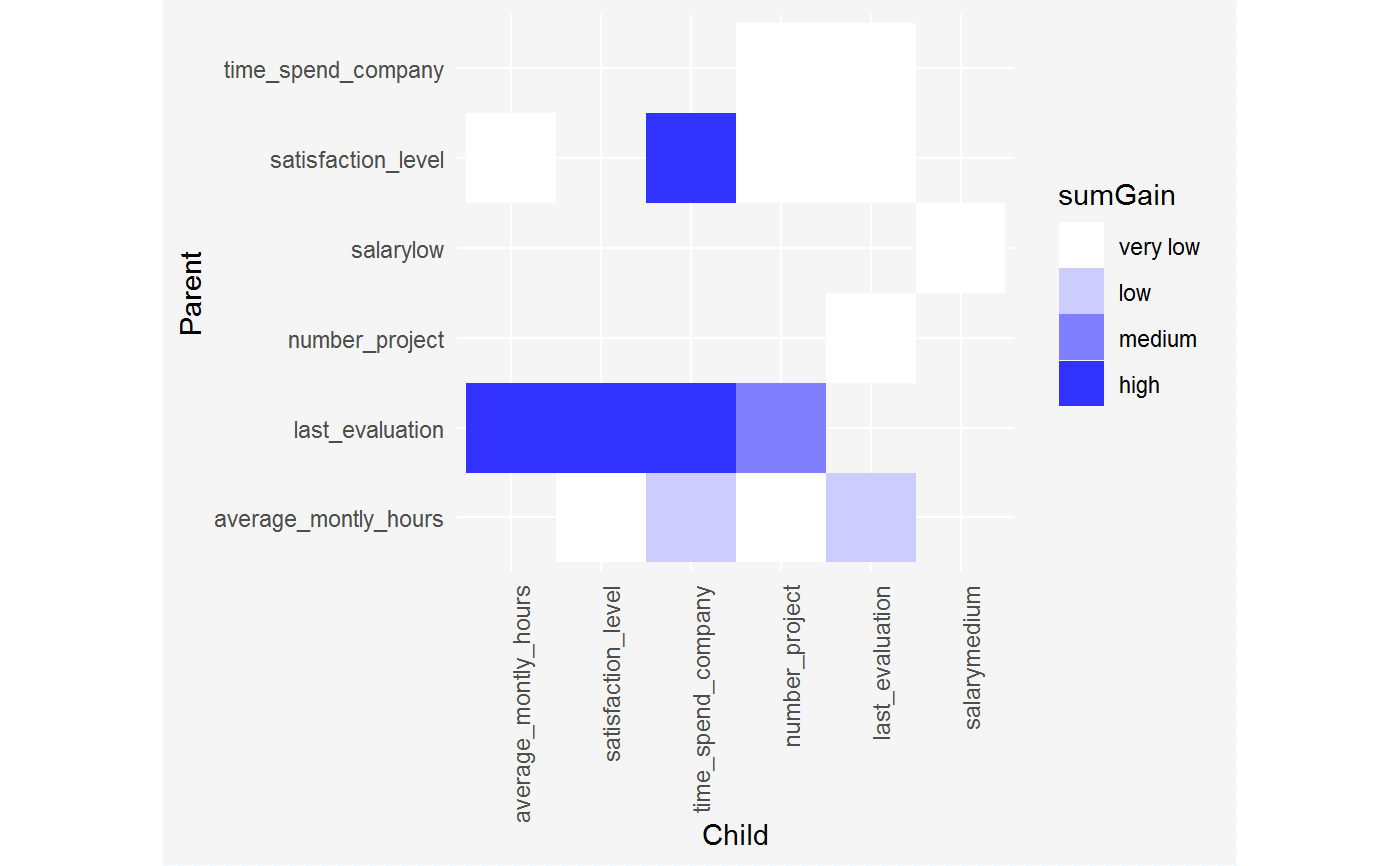 time_spend_company
satisfaction_level
salarylow
number_project
last_evaluation
average_montly_hours
Parent
average_montly_hours
satisfaction_level
time_spend_company
number_project
last_evaluation
salarymedium
Child
sumGain
very low
low
medium
high